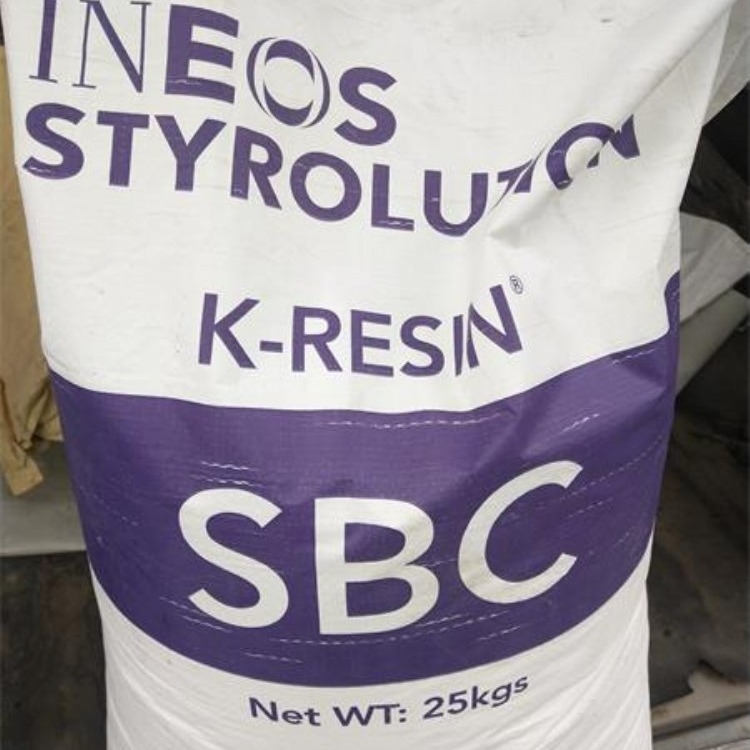 INEOS
STYROLUTION
K-RESIN®
SBC
Net WT: 25kgs